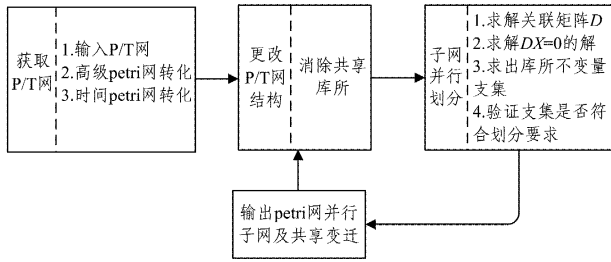 获取
P/T网
1.输入P/T网
2.高级petri网转化
3.时间petri网转化
更改
P/T网
结构
消除共享
库所
子网
并行
划分
1.求解关联矩阵D
2.求解DX=0的解
3.求出库所不变量
支集
4.验证支集是否符
合划分要求
输出petri网并行
子网及共享变迁